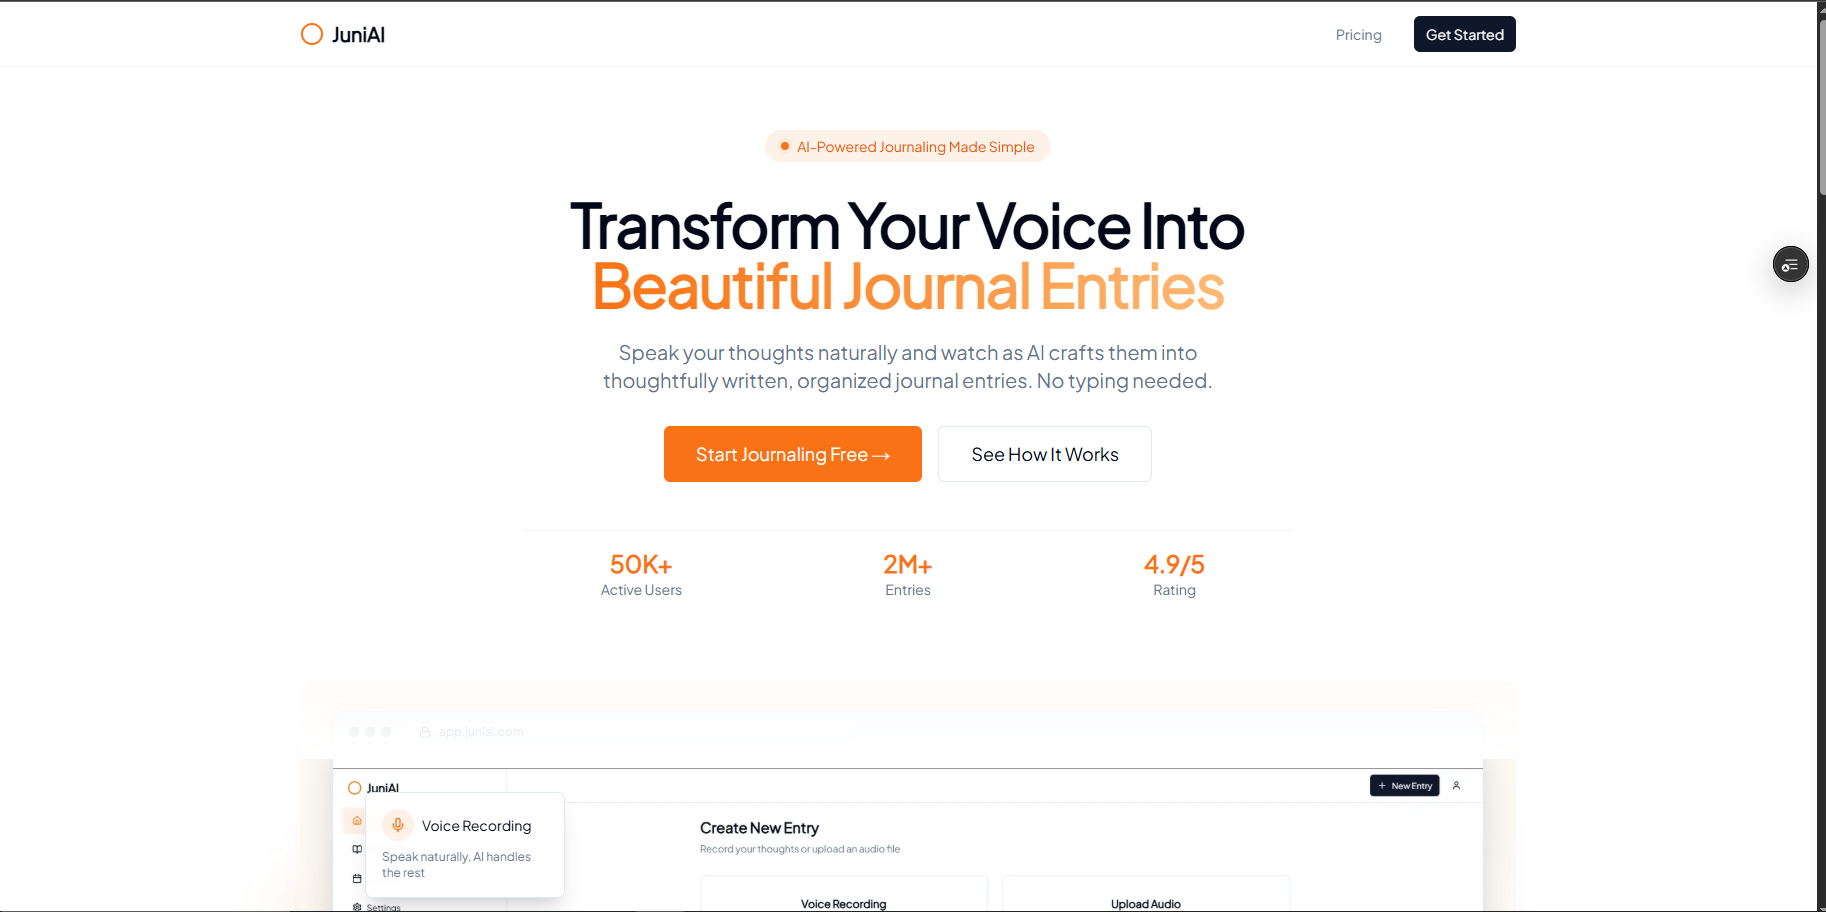 JuniAI
Pricing
Get Started
AI-Powered Journaling Made Simple
Transform Your Voice Into
Beautiful Journal Entries
Speak your thoughts naturally and watch as AI crafts them into
thoughtfully written, organized journal entries. No typing needed.
Start Journaling Free →
See How It Works
50K+
Active Users
2M+
Entries
4.9/5
Rating
app.juniai.com
JuniAI
+ New Entry
Voice Recording
Speak naturally, AI handles
the rest
Settings
Create New Entry
Record your thoughts or upload an audio file
Voice Recording
Upload Audio